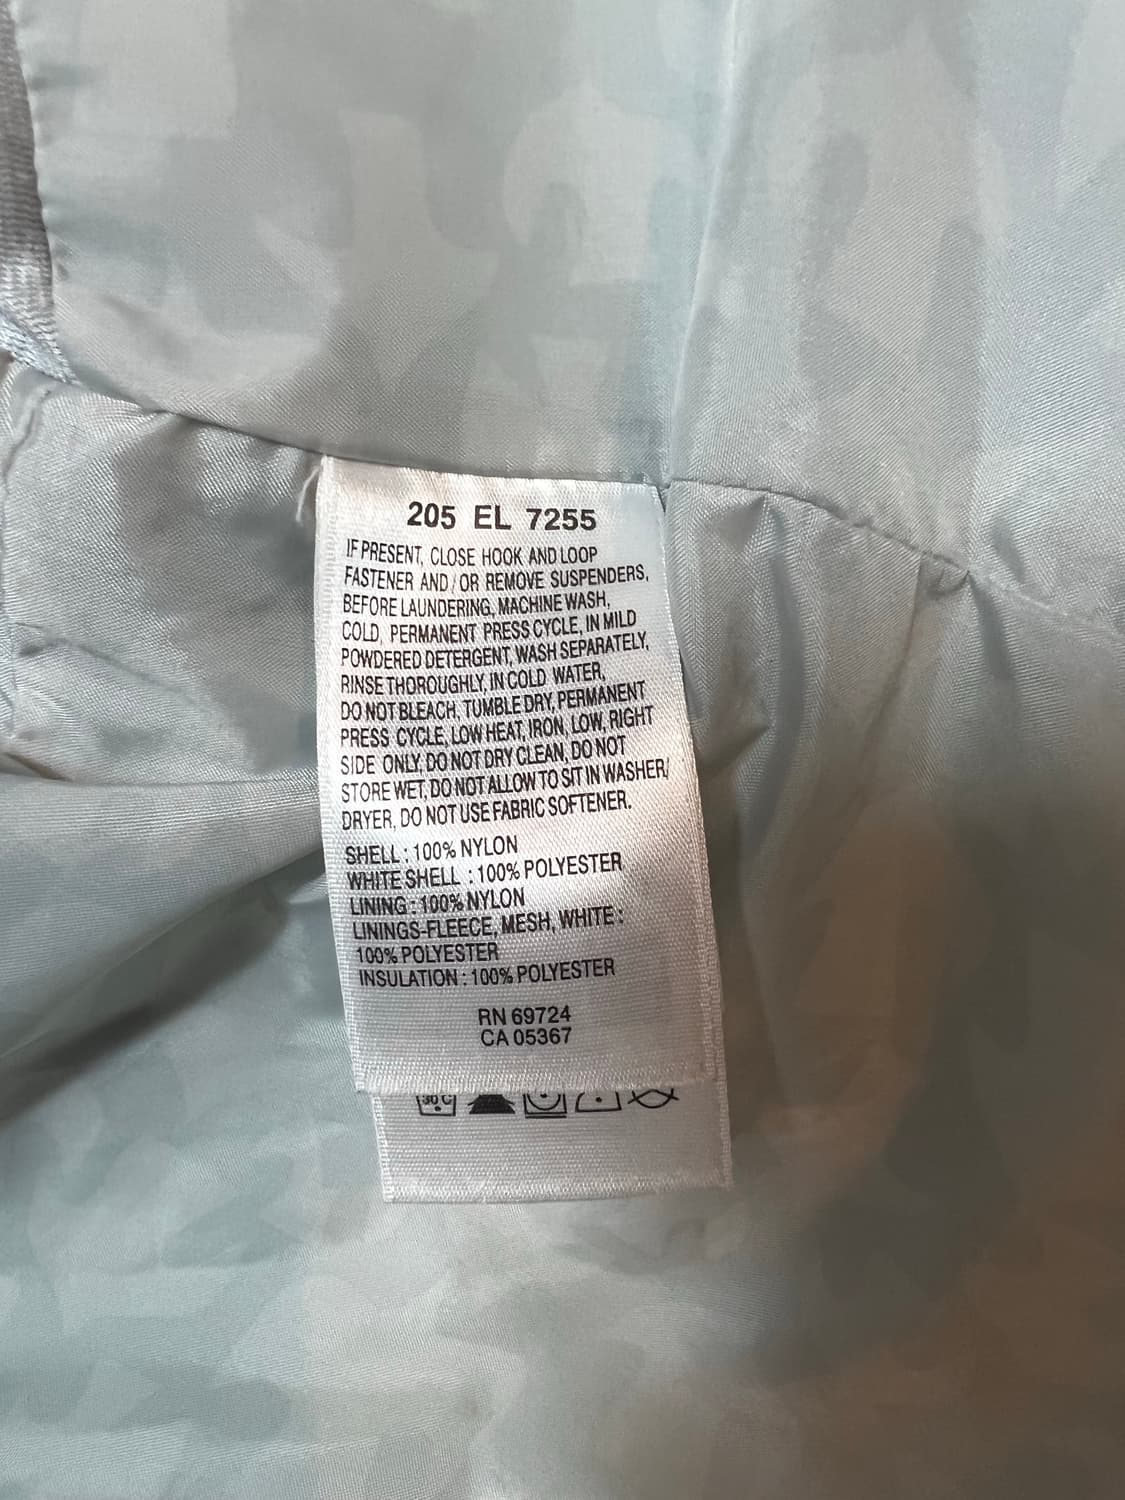 205 EL 7255
IF PRESENT, CLOSE HOOK AND LOOP
FASTENER AND / OR REMOVE SUSPENDERS,
BEFORE LAUNDERING, MACHINE WASH,
COLD, PERMANENT PRESS CYCLE, IN MILD
POWDERED DETERGENT, WASH SEPARATELY,
RINSE THOROUGHLY, IN COLD WATER,
DO NOT BLEACH, TUMBLE DRY, PERMANENT
PRESS CYCLE, LOW HEAT, IRON, LOW, RIGHT
SIDE ONLY, DO NOT DRY CLEAN, DO NOT
STORE WET, DO NOT ALLOW TO SIT IN WASHER/
DRYER, DO NOT USE FABRIC SOFTENER.
SHELL : 100% NYLON
WHITE SHELL : 100% POLYESTER
LINING : 100% NYLON
LININGS-FLEECE, MESH, WHITE :
100% POLYESTER
INSULATION : 100% POLYESTER
RN 69724
CA 05367
30 C